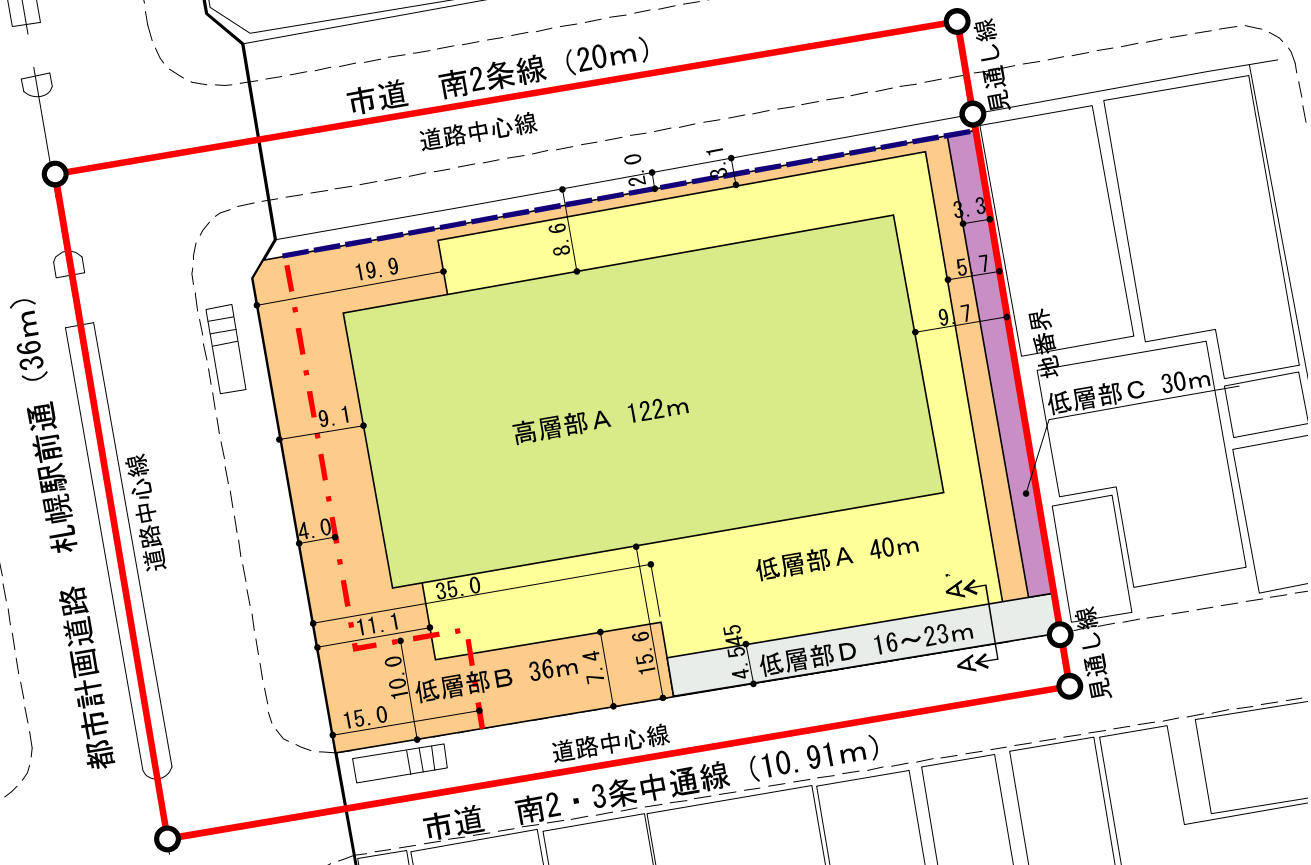 見通し線
市道 南2条線（20m）
見通し線
道路中心線
2.0
3.1
3.3
8.6
19.9
5.7
9.7
地番界
都市計画道路 札幌駅前通（36m）
道路中心線
高層部A 122m
低層部C 30m
9.1
4.0
低層部A 40m
35.0
A'
11.1
15.6
4.545
低層部D 16～23m
A
見通し線
10.0
低層部B 36m
7.4
15.0
道路中心線
市道 南2・3条中通線（10.91m）